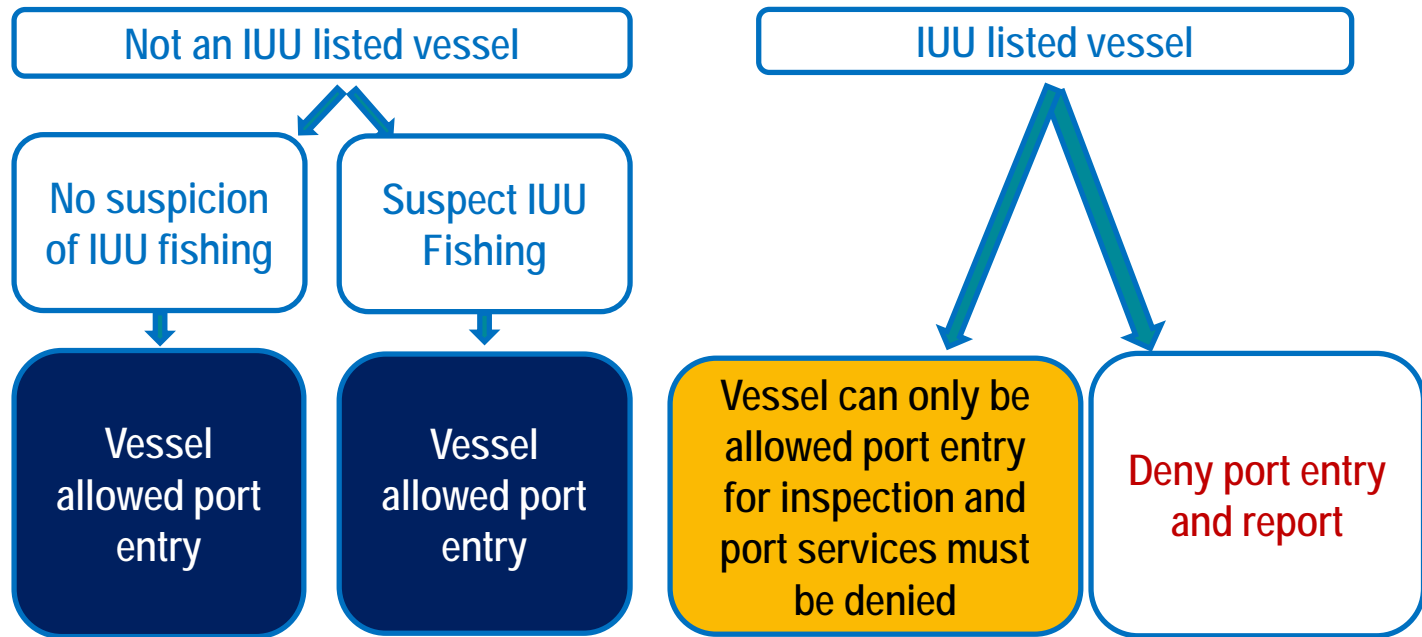 Not an IUU listed vessel
IUU listed vessel
No suspicion
of IUU fishing
Suspect IUU
Fishing
Vessel
allowed port
entry
Vessel
allowed port
entry
Vessel can only be
allowed port entry
for inspection and
port services must
be denied
Deny port entry
and report